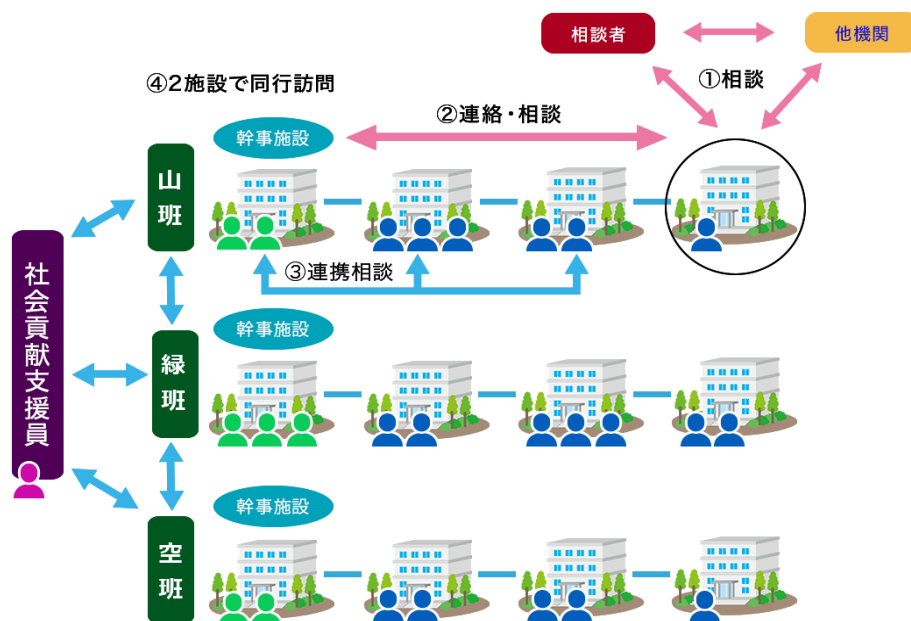 相談者
他機関
①相談
④2施設で同行訪問
②連絡・相談
幹事施設
山班
③連携相談
社会貢献支援員
幹事施設
緑班
幹事施設
空班